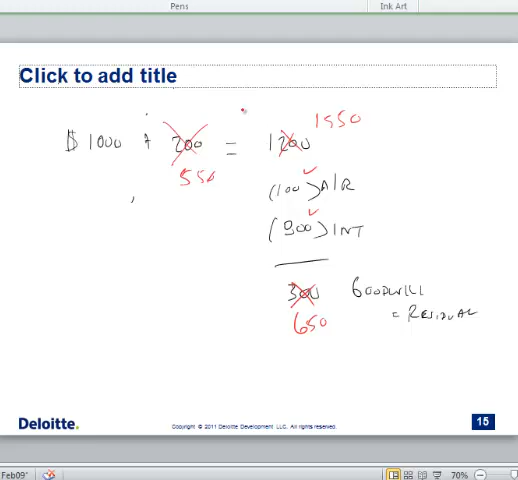 Pens Ink Art
Click to add title
1550
$ 1000 + 200 = 1200
550
(100) A/R
(900) INT
300 GOODWILL
= RESIDUAL
650
Deloitte.
Copyright © 2011 Deloitte Development LLC. All rights reserved.
15
Feb09" 70%